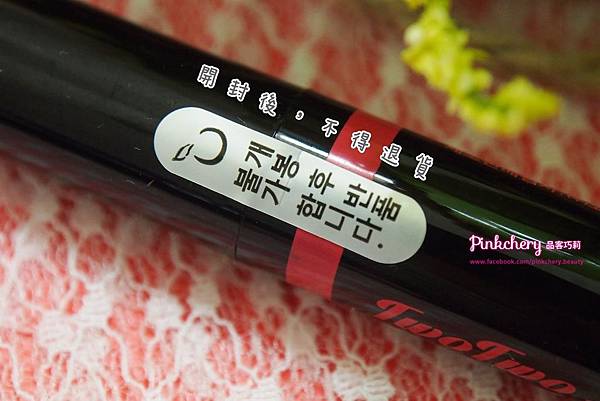 開封後，不得退貨
개봉 후 반품
불가 합니다.
Pinkchery 品客巧莉
www.facebook.com/pinkchery.beauty
TwoTwo